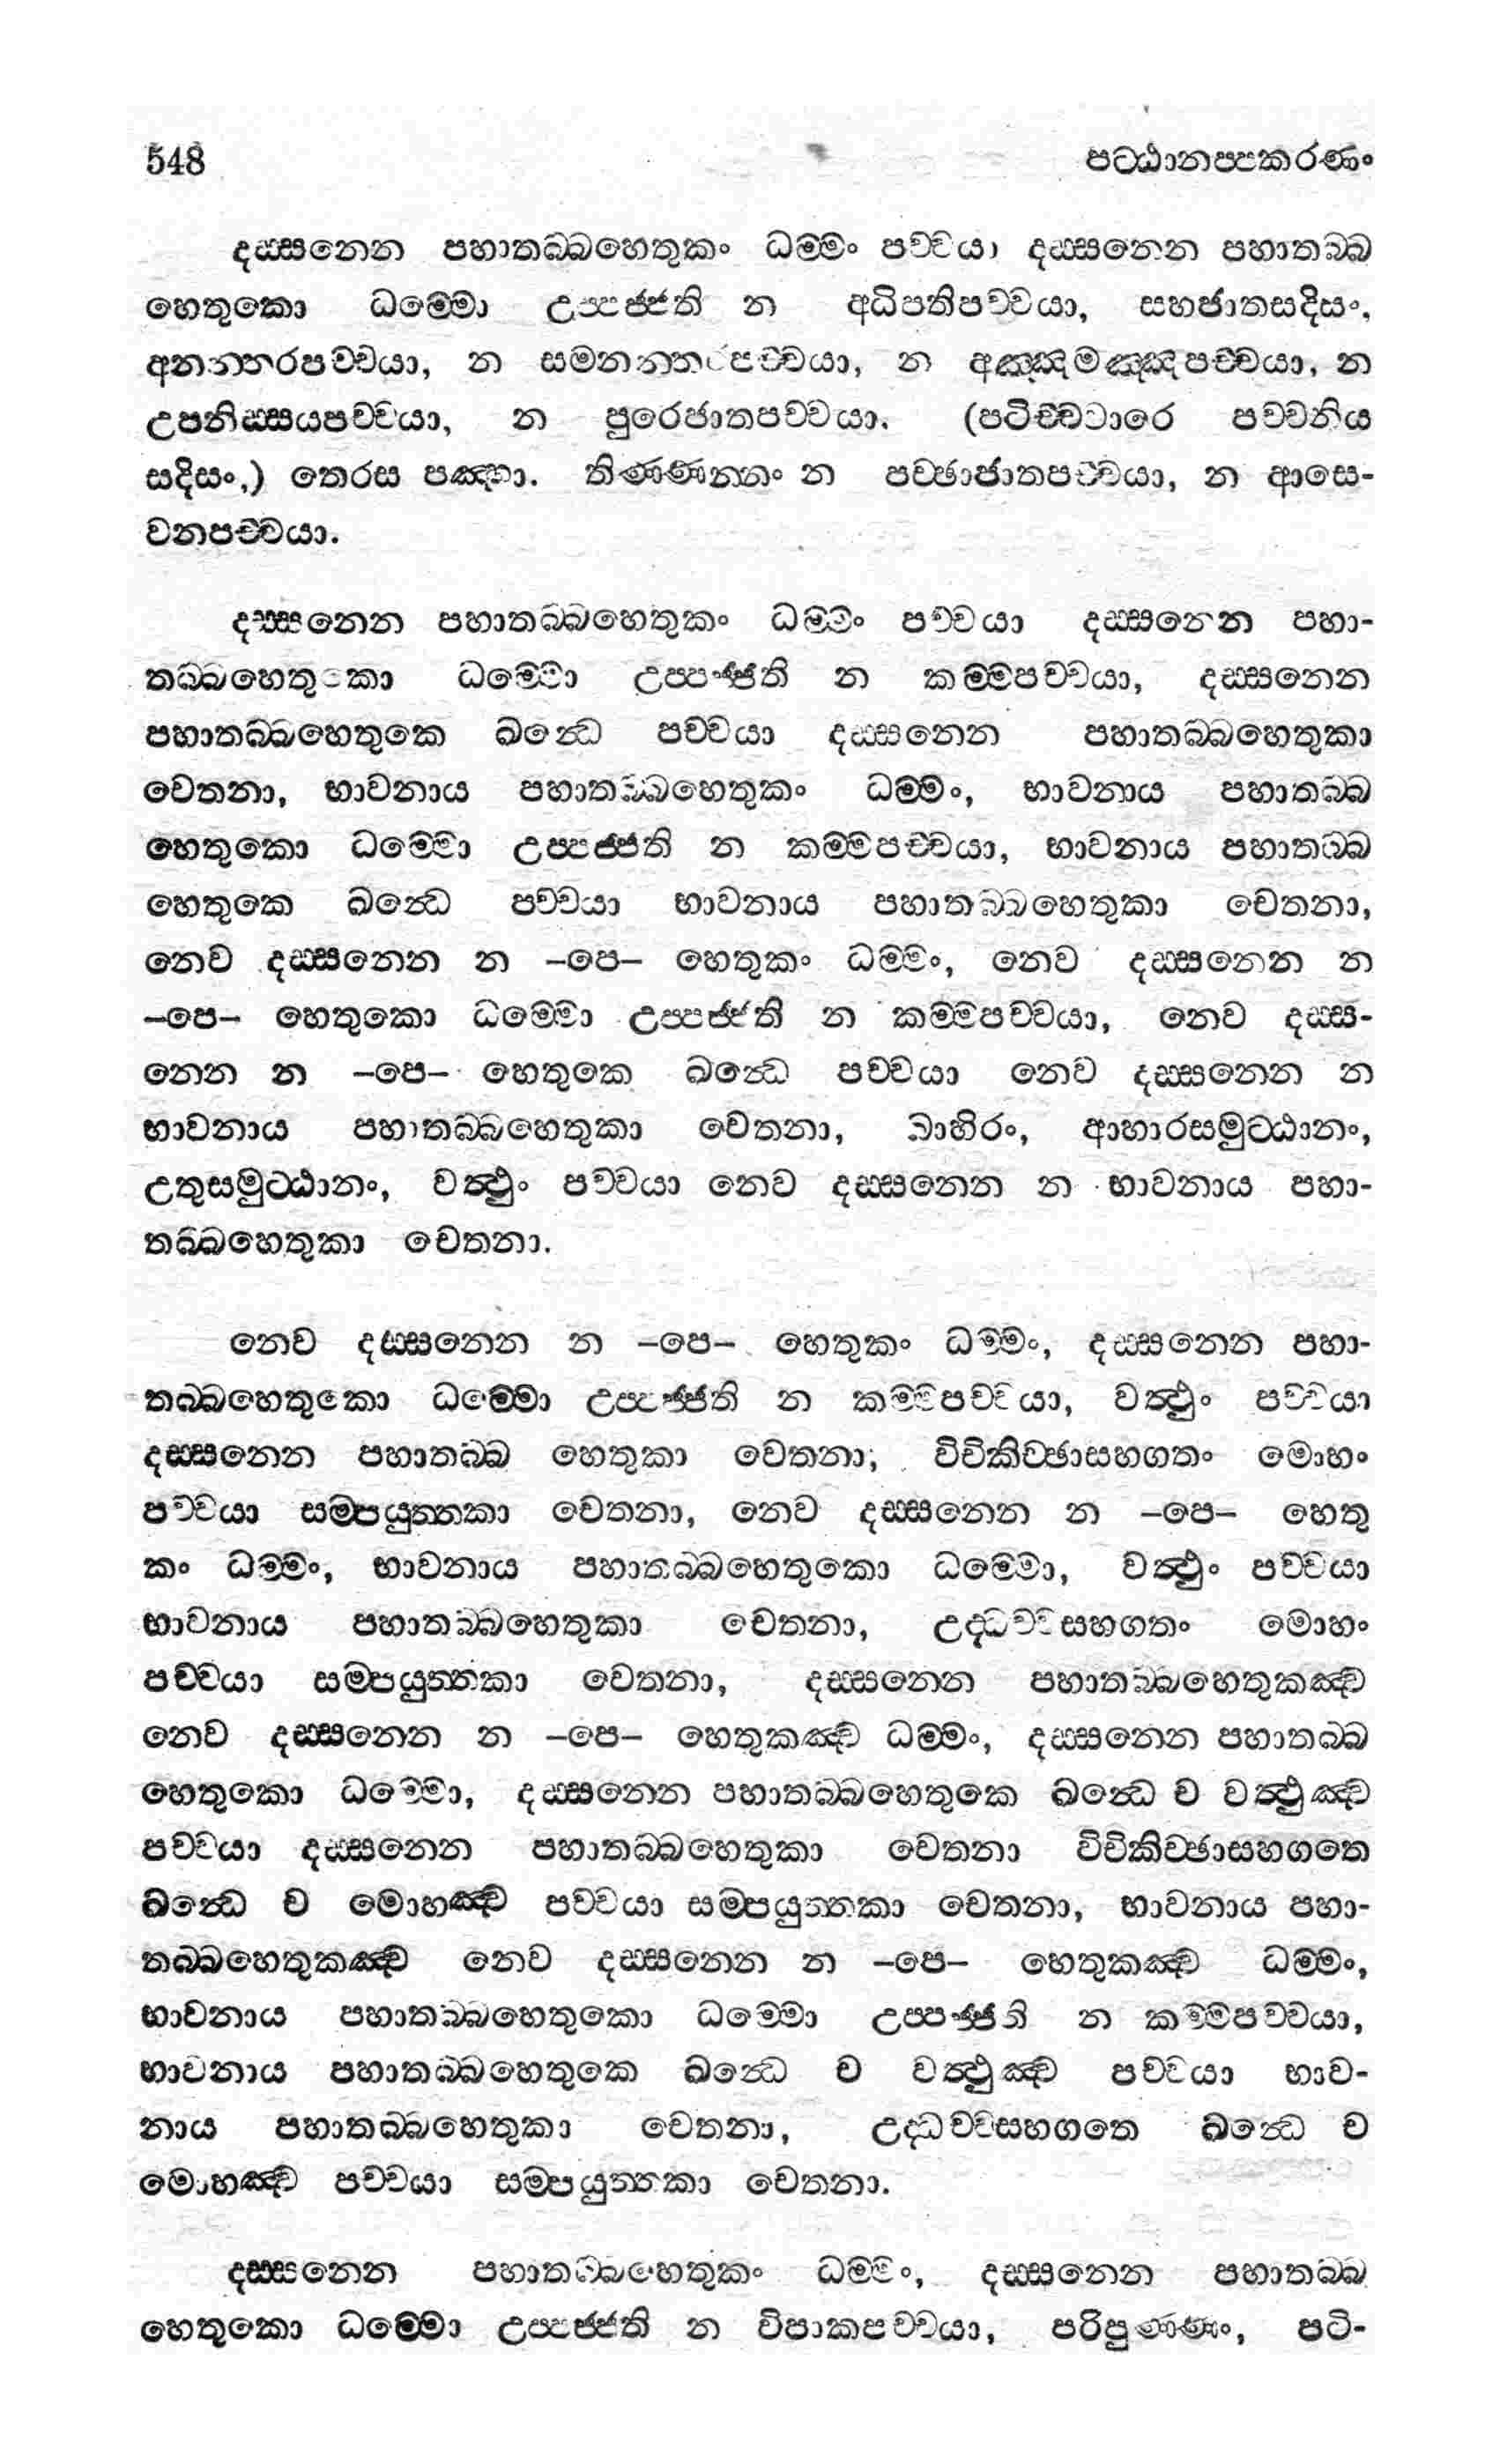 548 පට්ඨානප්පකරණං
දස්සනෙන පහාතබ්බහෙතුකං ධම්මං පච්චයා දස්සනෙන පහාතබ්බ
හෙතුකො ධම්මො උප්පජ්ජති න අධිපතිපච්චයා, සහජාතසදිසං,
අනන්තරපච්චයා, න සමනන්තරපච්චයා, න අඤ්ඤමඤ්ඤපච්චයා, න
උපනිස්සයපච්චයා, න පුරෙජාතපච්චයා. (පටිච්චවාරෙ පච්චනිය
සදිසං,) තෙරස පඤ්හා. තිණ්ණන්නං න පච්ඡාජාතපච්චයා, න ආසෙ-
වනපච්චයා.
දස්සනෙන පහාතබ්බහෙතුකං ධම්මං පච්චයා දස්සනෙන පහා-
තබ්බහෙතුකො ධම්මො උප්පජ්ජති න කම්මපච්චයා, දස්සනෙන
පහාතබ්බහෙතුකෙ ඛන්ධෙ පච්චයා දස්සනෙන පහාතබ්බහෙතුකා
චෙතනා, භාවනාය පහාතබ්බහෙතුකං ධම්මං, භාවනාය පහාතබ්බ
හෙතුකො ධම්මො උප්පජ්ජති න කම්මපච්චයා, භාවනාය පහාතබ්බ
හෙතුකෙ ඛන්ධෙ පච්චයා භාවනාය පහාතබ්බහෙතුකා චෙතනා,
නෙව දස්සනෙන න –පෙ– හෙතුකං ධම්මං, නෙව දස්සනෙන න
–පෙ– හෙතුකො ධම්මො උප්පජ්ජති න කම්මපච්චයා, නෙව දස්ස-
නෙන න –පෙ– හෙතුකෙ ඛන්ධෙ පච්චයා නෙව දස්සනෙන න
භාවනාය පහාතබ්බහෙතුකා චෙතනා, බාහිරං, ආහාරසමුට්ඨානං,
උතුසමුට්ඨානං, වත්ථුං පච්චයා නෙව දස්සනෙන න භාවනාය පහා-
තබ්බහෙතුකා චෙතනා.
නෙව දස්සනෙන න –පෙ– හෙතුකං ධම්මං, දස්සනෙන පහා-
තබ්බහෙතුකො ධම්මො උප්පජ්ජති න කම්මපච්චයා, වත්ථුං පච්චයා
දස්සනෙන පහාතබ්බ හෙතුකා චෙතනා, විචිකිච්ඡාසහගතං මොහං
පච්චයා සම්පයුත්තකා චෙතනා, නෙව දස්සනෙන න –පෙ– හෙතු
කං ධම්මං, භාවනාය පහාතබ්බහෙතුකො ධම්මො, වත්ථුං පච්චයා
භාවනාය පහාතබ්බහෙතුකා චෙතනා, උද්ධච්චසහගතං මොහං
පච්චයා සම්පයුත්තකා චෙතනා, දස්සනෙන පහාතබ්බහෙතුකඤ්ච
නෙව දස්සනෙන න –පෙ– හෙතුකඤ්ච ධම්මං, දස්සනෙන පහාතබ්බ
හෙතුකො ධම්මො, දස්සනෙන පහාතබ්බහෙතුකෙ ඛන්ධෙ ච වත්ථුඤ්ච
පච්චයා දස්සනෙන පහාතබ්බහෙතුකා චෙතනා විචිකිච්ඡාසහගතෙ
ඛන්ධෙ ච මොහඤ්ච පච්චයා සම්පයුත්තකා චෙතනා, භාවනාය පහා-
තබ්බහෙතුකඤ්ච නෙව දස්සනෙන න –පෙ– හෙතුකඤ්ච ධම්මං,
භාවනාය පහාතබ්බහෙතුකො ධම්මො උප්පජ්ජති න කම්මපච්චයා,
භාවනාය පහාතබ්බහෙතුකෙ ඛන්ධෙ ච වත්ථුඤ්ච පච්චයා භාව-
නාය පහාතබ්බහෙතුකා චෙතනා, උද්ධච්චසහගතෙ ඛන්ධෙ ච
මොහඤ්ච පච්චයා සම්පයුත්තකා චෙතනා.
දස්සනෙන පහාතබ්බහෙතුකං ධම්මං, දස්සනෙන පහාතබ්බ
හෙතුකො ධම්මො උප්පජ්ජති න විපාකපච්චයා, පරිපුණ්ණං, පටි-